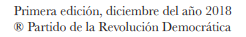 Primera edición, diciembre del año 2018
® Partido de la Revolución Democrática